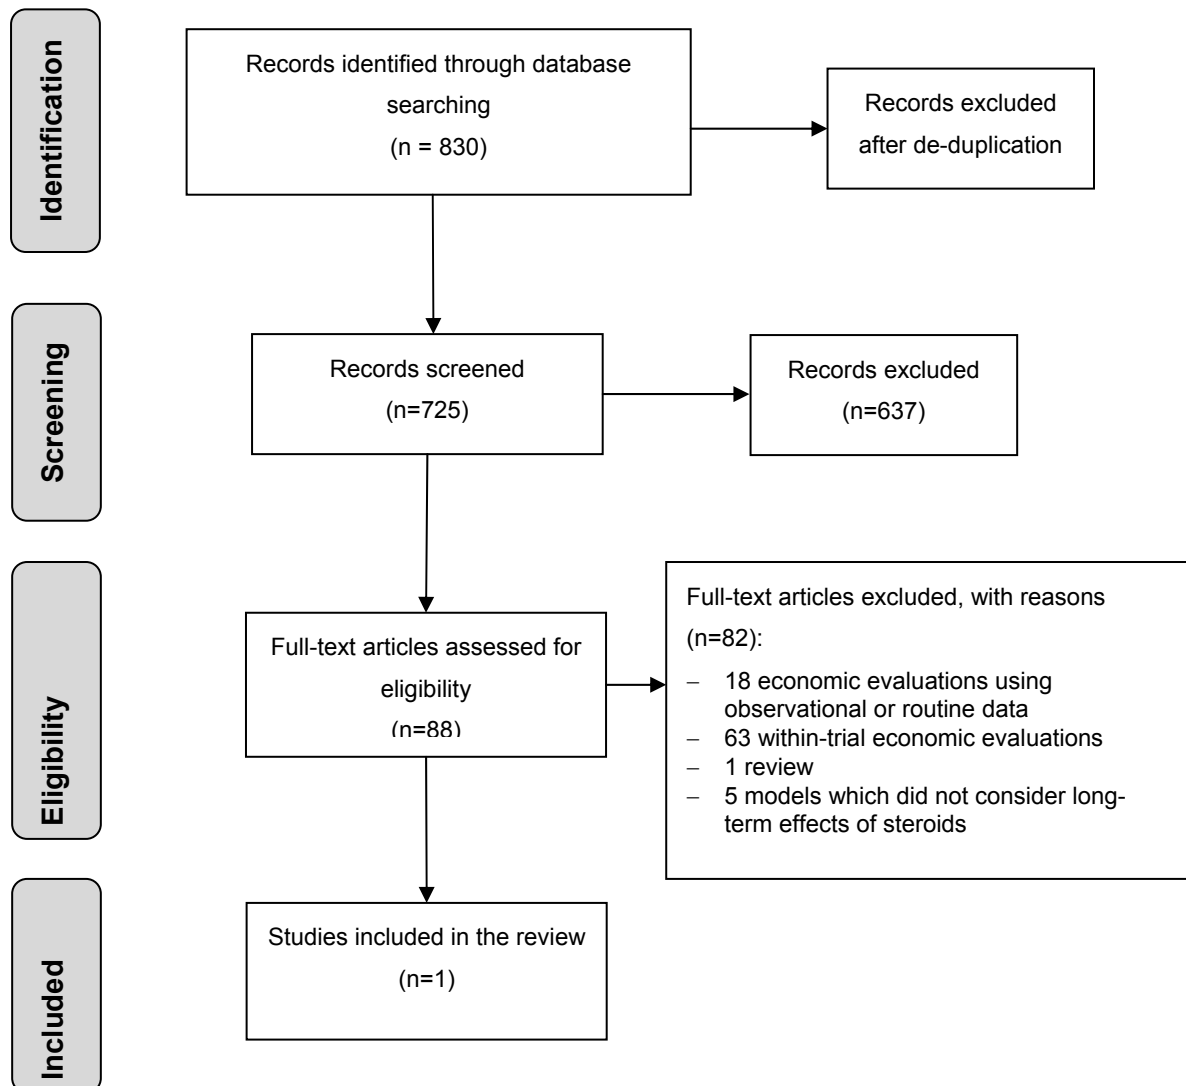 Identification
Records identified through database
searching
(n = 830)
Records excluded
after de-duplication
Screening
Records screened
(n=725)
Records excluded
(n=637)
Eligibility
Full-text articles assessed for
eligibility
(n=88)
Full-text articles excluded, with reasons
(n=82):
– 18 economic evaluations using
observational or routine data
– 63 within-trial economic evaluations
– 1 review
– 5 models which did not consider long-
term effects of steroids
Included
Studies included in the review
(n=1)